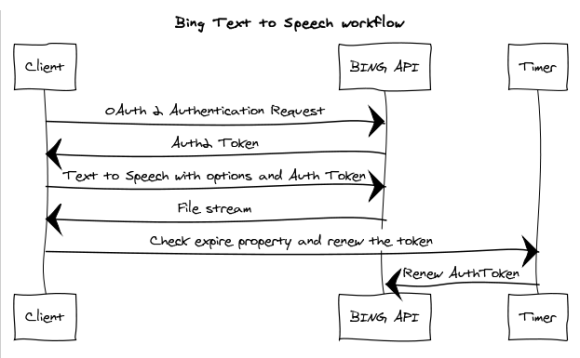 Bing Text to Speech workflow
Client
BING API
Timer
OAuth 2 Authentication Request
Auth2 Token
Text to Speech with options and Auth Token
File stream
Check expire property and renew the token
Renew AuthToken
Client
BING API
Timer